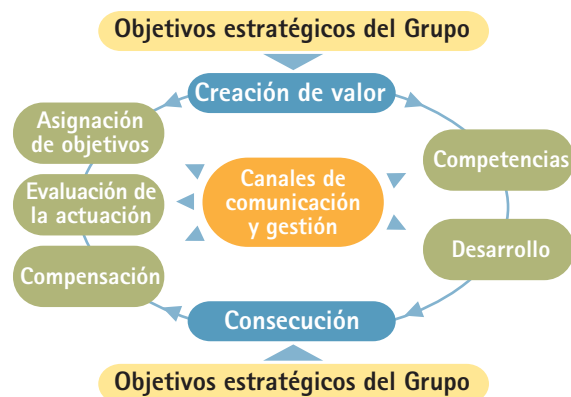 Objetivos estratégicos del Grupo
Creación de valor
Asignación
de objetivos
Evaluación de
la actuación
Compensación
Canales de
comunicación
y gestión
Competencias
Desarrollo
Consecución
Objetivos estratégicos del Grupo